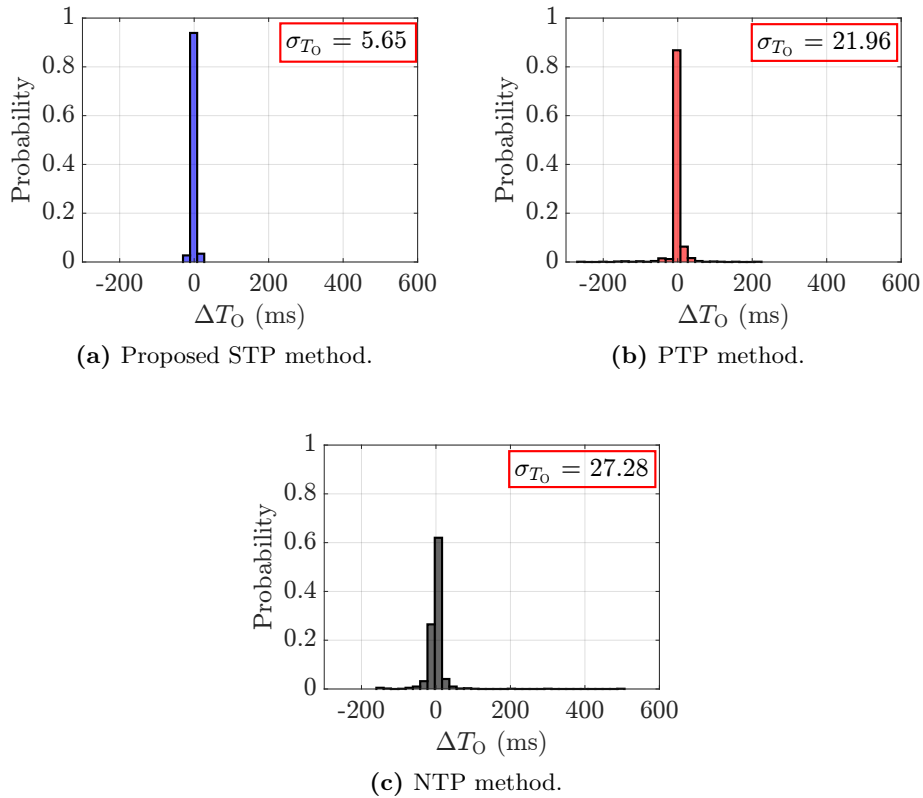 1
0.8
0.6
0.4
0.2
0
Probability
σ_{T_O} = 5.65
-200 0 200 400 600
ΔT_O (ms)
(a) Proposed STP method.
1
0.8
0.6
0.4
0.2
0
Probability
σ_{T_O} = 21.96
-200 0 200 400 600
ΔT_O (ms)
(b) PTP method.
1
0.8
0.6
0.4
0.2
0
Probability
σ_{T_O} = 27.28
-200 0 200 400 600
ΔT_O (ms)
(c) NTP method.